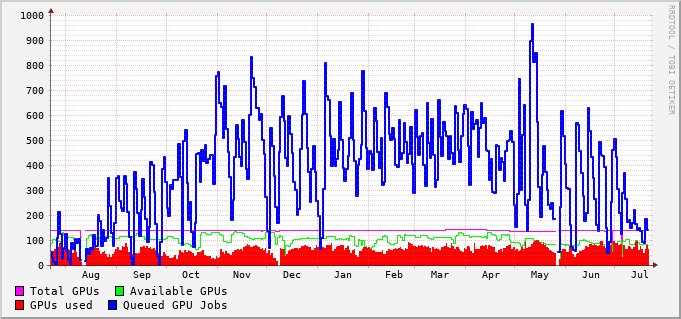 1000
900
800
700
600
500
400
300
200
100
0
Aug Sep Oct Nov Dec Jan Feb Mar Apr May Jun Jul
Total GPUs Available GPUs
GPUs used Queued GPU Jobs
RRDTOOL / TOBI OETIKER